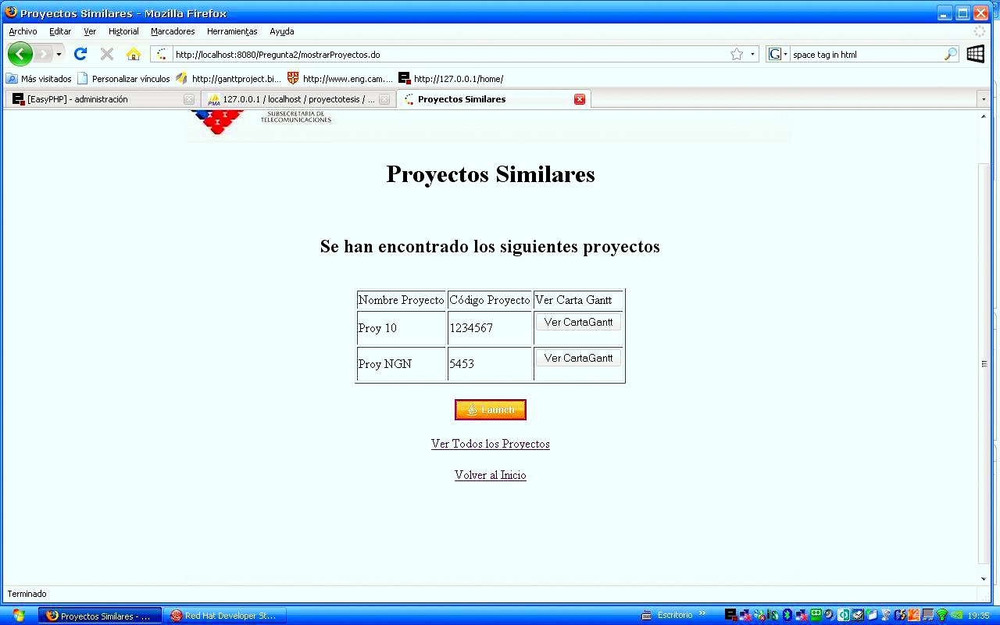 Proyectos Similares - Mozilla Firefox
Archivo Editar Ver Historial Marcadores Herramientas Ayuda
http://localhost:8080/Pregunta2/mostrarProyectos.do
G space tag in html
Más visitados Personalizar vínculos http://ganttproject.bi... http://www.eng.cam.... http://127.0.0.1/home/
[EasyPHP] - administración PMA 127.0.0.1 / localhost / proyectotesis / ... Proyectos Similares
SUBSECRETARIA DE
TELECOMUNICACIONES
Proyectos Similares
Se han encontrado los siguientes proyectos
Nombre Proyecto Código Proyecto Ver Carta Gantt
Proy 10 1234567 Ver CartaGantt
Proy NGN 5453 Ver CartaGantt
Launch
Ver Todos los Proyectos
Volver al Inicio
Terminado
Proyectos Similares - ... Red Hat Developer St... Escritorio » 19:35